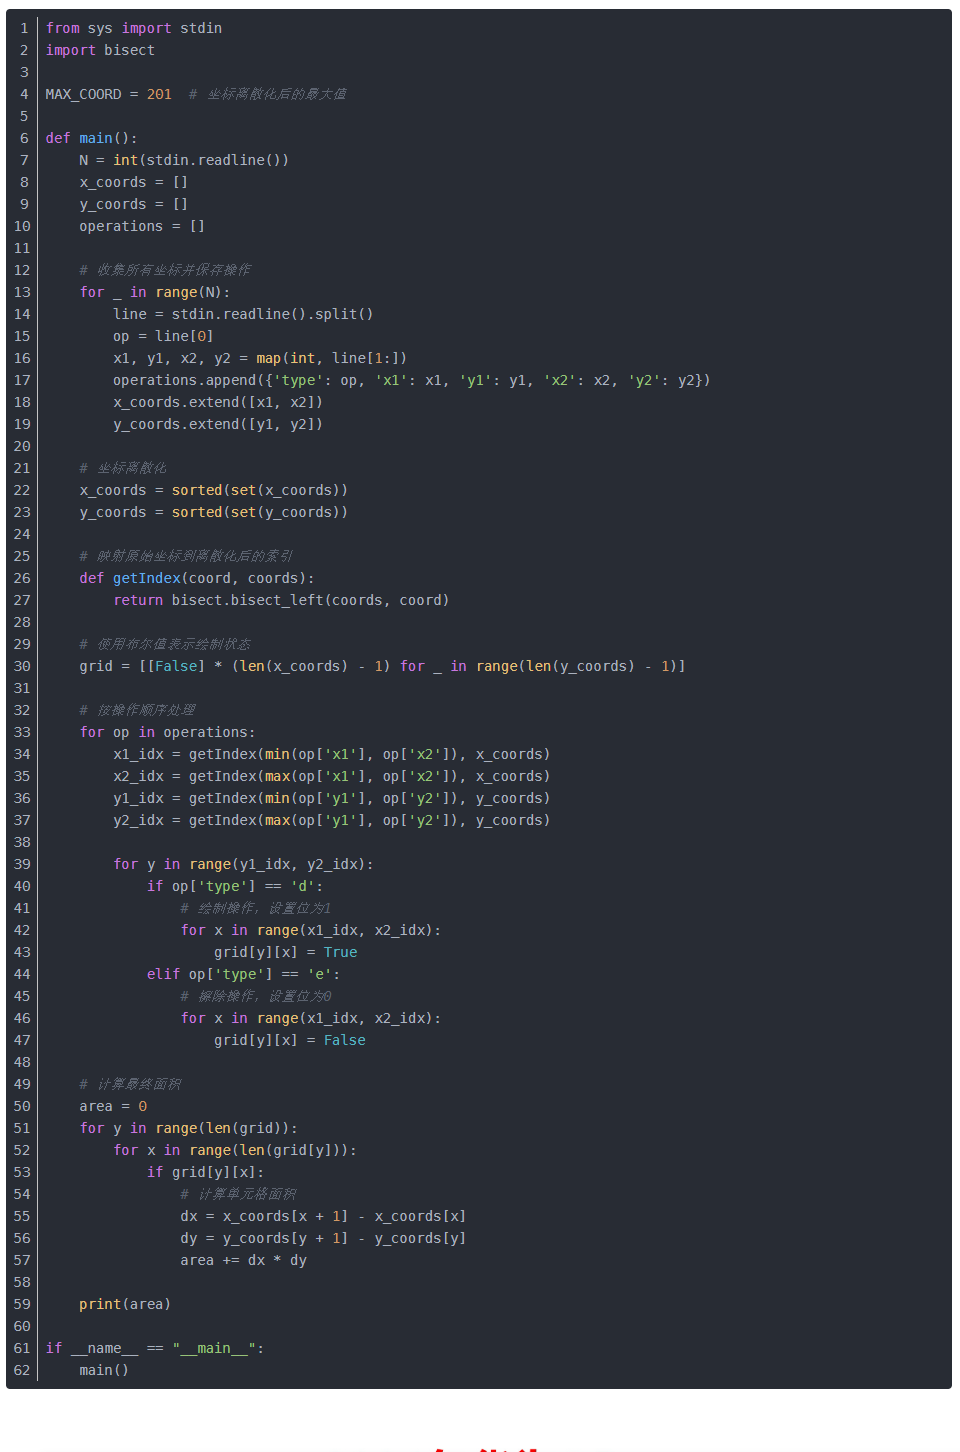 1 from sys import stdin
2 import bisect
3
4 MAX_COORD = 201  # 坐标离散化后的最大值
5
6 def main():
7     N = int(stdin.readline())
8     x_coords = []
9     y_coords = []
10     operations = []
11
12     # 收集所有坐标并保存操作
13     for _ in range(N):
14         line = stdin.readline().split()
15         op = line[0]
16         x1, y1, x2, y2 = map(int, line[1:])
17         operations.append({'type': op, 'x1': x1, 'y1': y1, 'x2': x2, 'y2': y2})
18         x_coords.extend([x1, x2])
19         y_coords.extend([y1, y2])
20
21     # 坐标离散化
22     x_coords = sorted(set(x_coords))
23     y_coords = sorted(set(y_coords))
24
25     # 映射原始坐标到离散化后的索引
26     def getIndex(coord, coords):
27         return bisect.bisect_left(coords, coord)
28
29     # 使用布尔值表示绘制状态
30     grid = [[False] * (len(x_coords) - 1) for _ in range(len(y_coords) - 1)]
31
32     # 按操作顺序处理
33     for op in operations:
34         x1_idx = getIndex(min(op['x1'], op['x2']), x_coords)
35         x2_idx = getIndex(max(op['x1'], op['x2']), x_coords)
36         y1_idx = getIndex(min(op['y1'], op['y2']), y_coords)
37         y2_idx = getIndex(max(op['y1'], op['y2']), y_coords)
38
39         for y in range(y1_idx, y2_idx):
40             if op['type'] == 'd':
41                 # 绘制操作，设置位为1
42                 for x in range(x1_idx, x2_idx):
43                     grid[y][x] = True
44             elif op['type'] == 'e':
45                 # 擦除操作，设置位为0
46                 for x in range(x1_idx, x2_idx):
47                     grid[y][x] = False
48
49     # 计算最终面积
50     area = 0
51     for y in range(len(grid)):
52         for x in range(len(grid[y])):
53             if grid[y][x]:
54                 # 计算单元格面积
55                 dx = x_coords[x + 1] - x_coords[x]
56                 dy = y_coords[y + 1] - y_coords[y]
57                 area += dx * dy
58
59     print(area)
60
61 if __name__ == "__main__":
62     main()